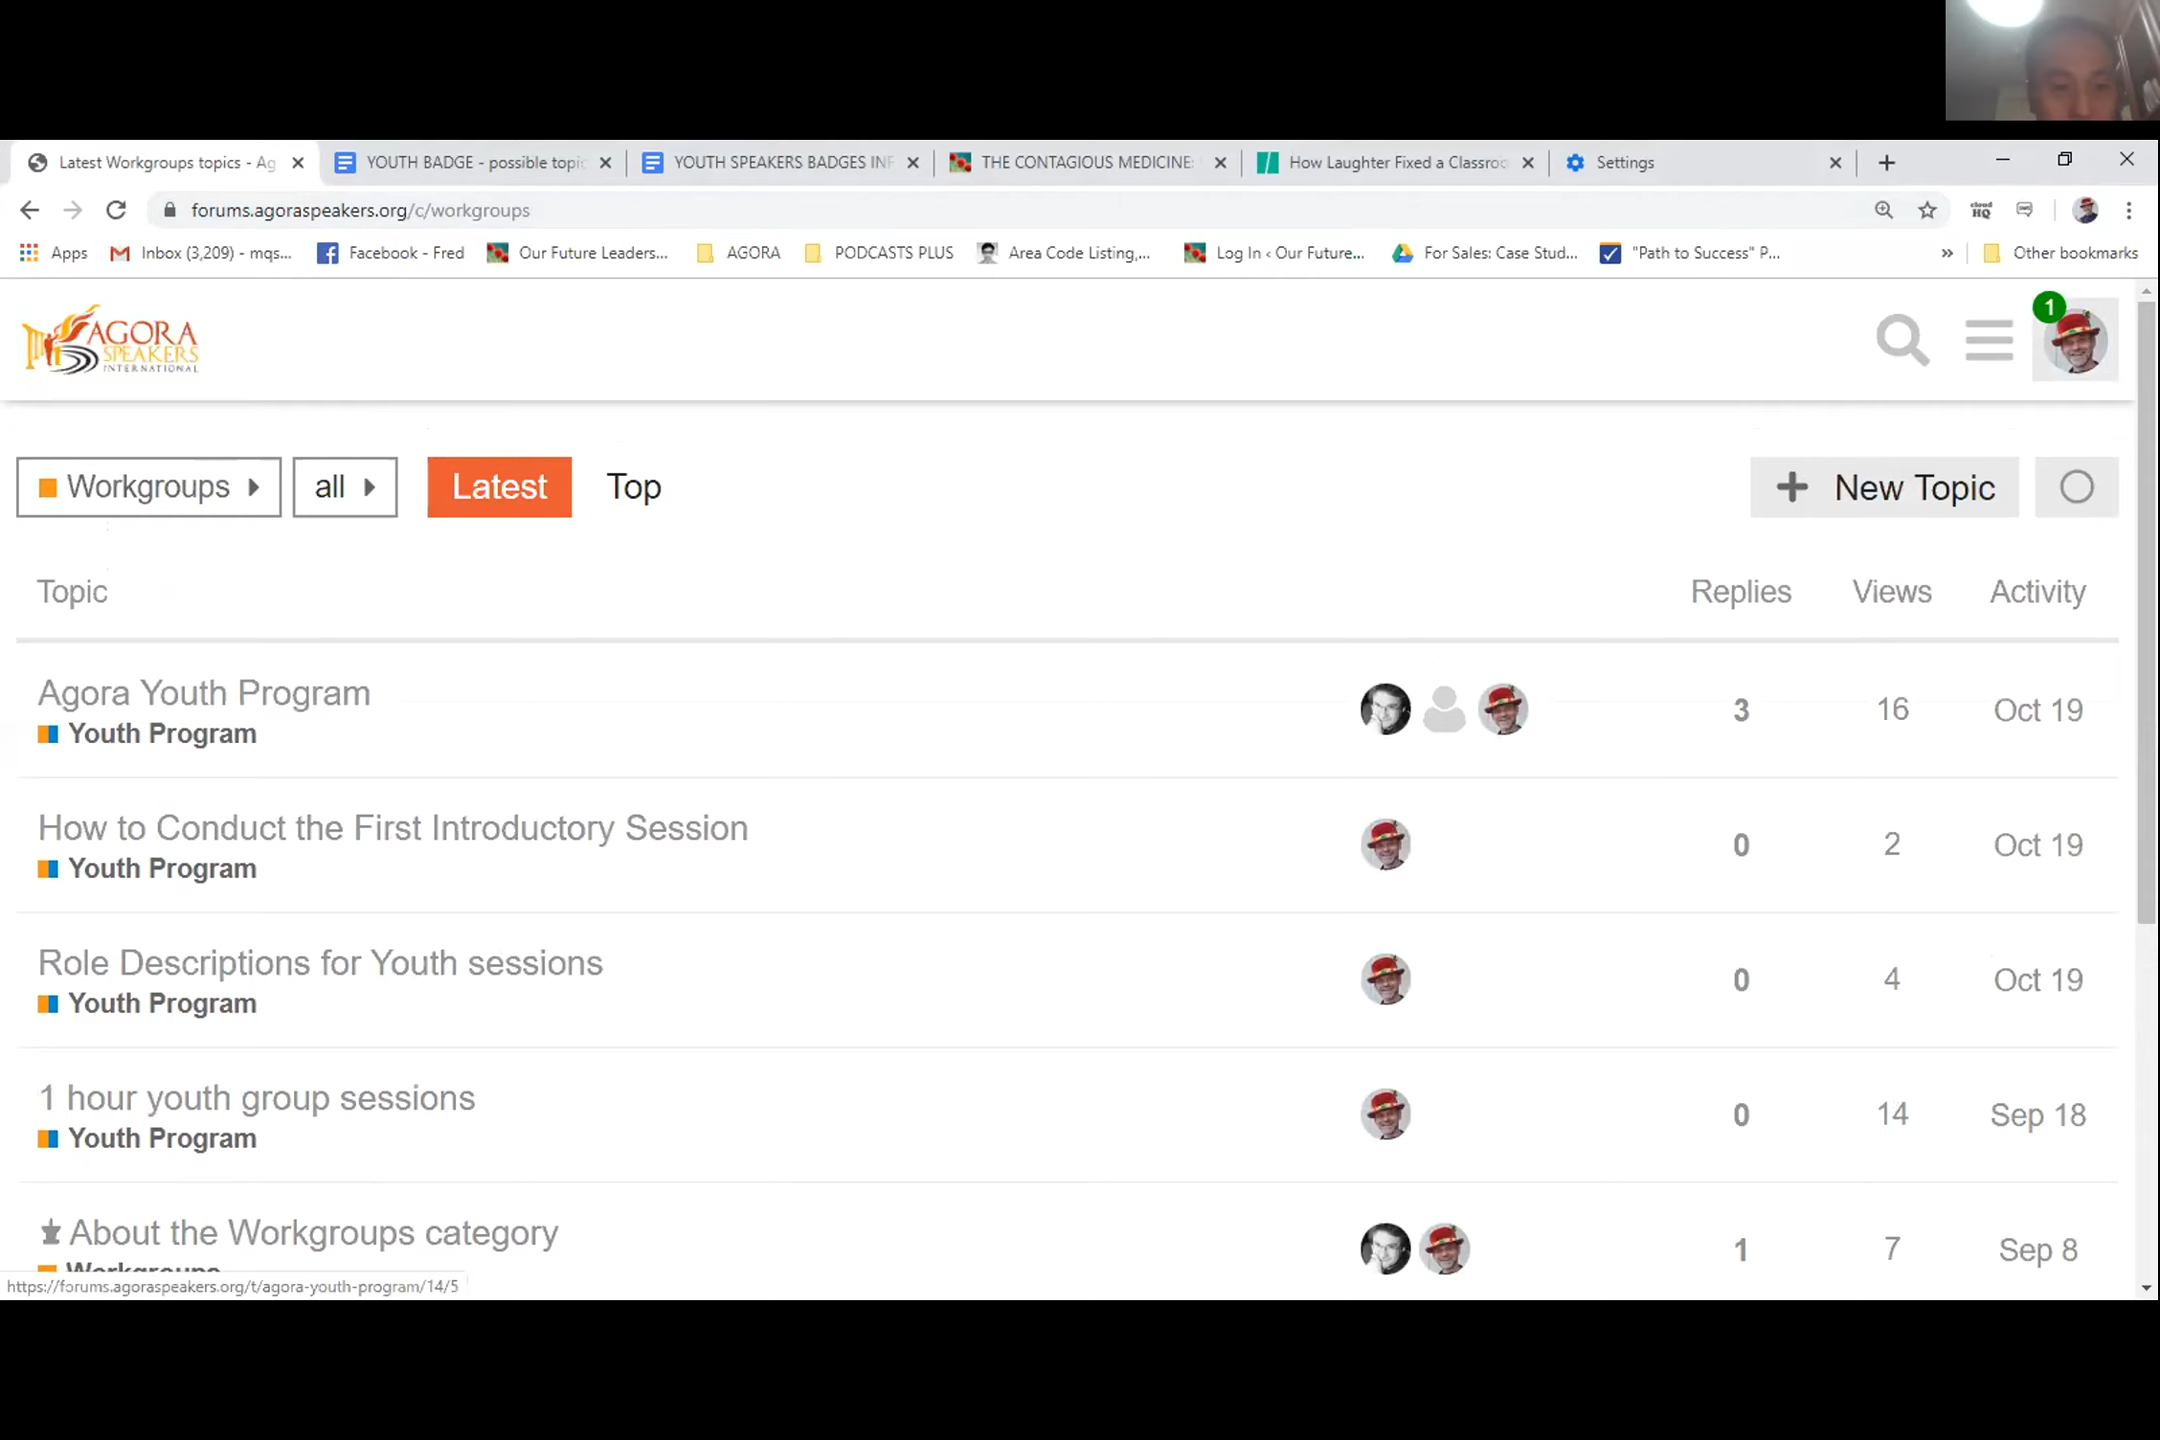 Latest Workgroups topics - Ag
YOUTH BADGE - possible topic
YOUTH SPEAKERS BADGES INF
THE CONTAGIOUS MEDICINE:
How Laughter Fixed a Classroo
Settings
forums.agoraspeakers.org/c/workgroups
cloud
HQ
Apps
Inbox (3,209) - mqs...
Facebook - Fred
Our Future Leaders...
AGORA
PODCASTS PLUS
Area Code Listing,...
Log In ‹ Our Future...
For Sales: Case Stud...
"Path to Success" P...
»
Other bookmarks
AGORA
SPEAKERS
INTERNATIONAL
1
Workgroups
all
Latest
Top
+ New Topic
Topic Replies Views Activity
Agora Youth Program
Youth Program
3 16 Oct 19
How to Conduct the First Introductory Session
Youth Program
0 2 Oct 19
Role Descriptions for Youth sessions
Youth Program
0 4 Oct 19
1 hour youth group sessions
Youth Program
0 14 Sep 18
About the Workgroups category
Workgroups
1 7 Sep 8
https://forums.agoraspeakers.org/t/agora-youth-program/14/5